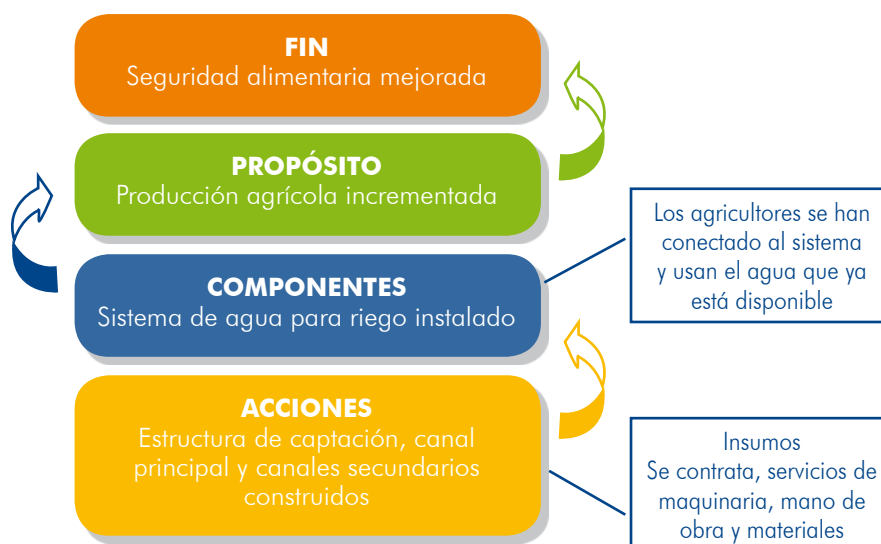 FIN
Seguridad alimentaria mejorada
PROPÓSITO
Producción agrícola incrementada
COMPONENTES
Sistema de agua para riego instalado
Los agricultores se han
conectado al sistema
y usan el agua que ya
está disponible
ACCIONES
Estructura de captación, canal
principal y canales secundarios
construidos
Insumos
Se contrata, servicios de
maquinaria, mano de
obra y materiales